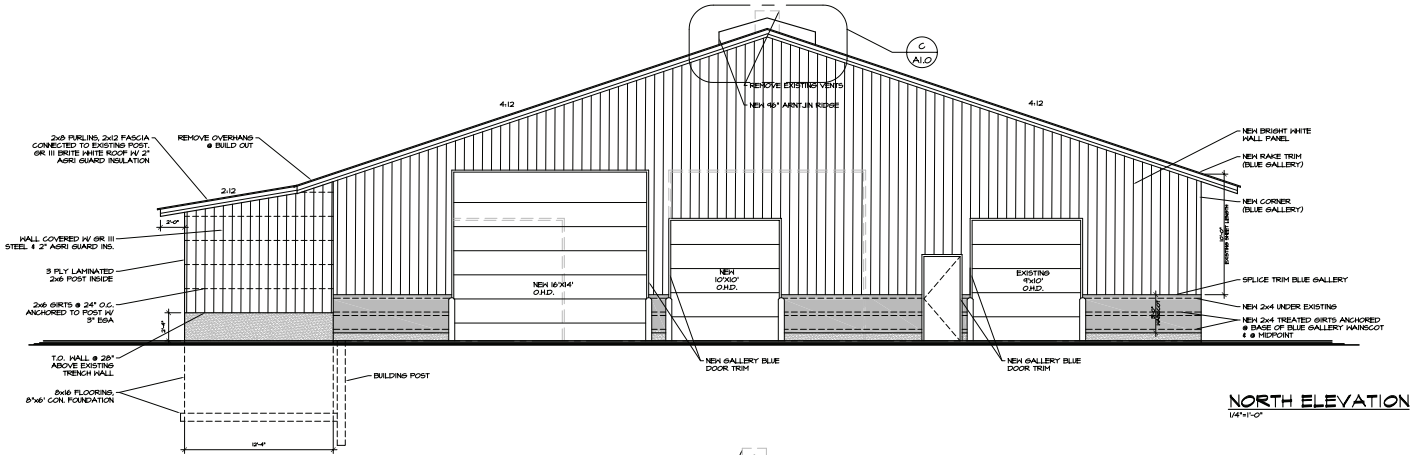 C
A1.0
REMOVE EXISTING VENTS
NEW 96" ARNTJIN RIDGE
4:12
4:12
2x8 PURLINS, 2x12 FASCIA
CONNECTED TO EXISTING POST.
GR III BRITE WHITE ROOF W/ 2"
AGRI GUARD INSULATION
REMOVE OVERHANG
@ BUILD OUT
2:12
2'-0"
WALL COVERED W/ GR III
STEEL & 2" AGRI GUARD INS.
3 PLY LAMINATED
2x6 POST INSIDE
2x6 GIRTS @ 24" O.C.
ANCHORED TO POST W/
3" EGA
T.O. WALL @ 28"
ABOVE EXISTING
TRENCH WALL
8x16 FLOORING,
8"x6' CON. FOUNDATION
12'-4"
BUILDING POST
NEW 16'X14'
O.H.D.
NEW
10'X10'
O.H.D.
EXISTING
9'x10'
O.H.D.
NEW GALLERY BLUE
DOOR TRIM
NEW GALLERY BLUE
DOOR TRIM
NEW BRIGHT WHITE
WALL PANEL
NEW RAKE TRIM
(BLUE GALLERY)
NEW CORNER
(BLUE GALLERY)
EXISTING SHEET LENGTH
WAINSCOT
SPLICE TRIM BLUE GALLERY
NEW 2x4 UNDER EXISTING
NEW 2x4 TREATED GIRTS ANCHORED
@ BASE OF BLUE GALLERY WAINSCOT
& @ MIDPOINT
NORTH ELEVATION
1/4"=1'-0"